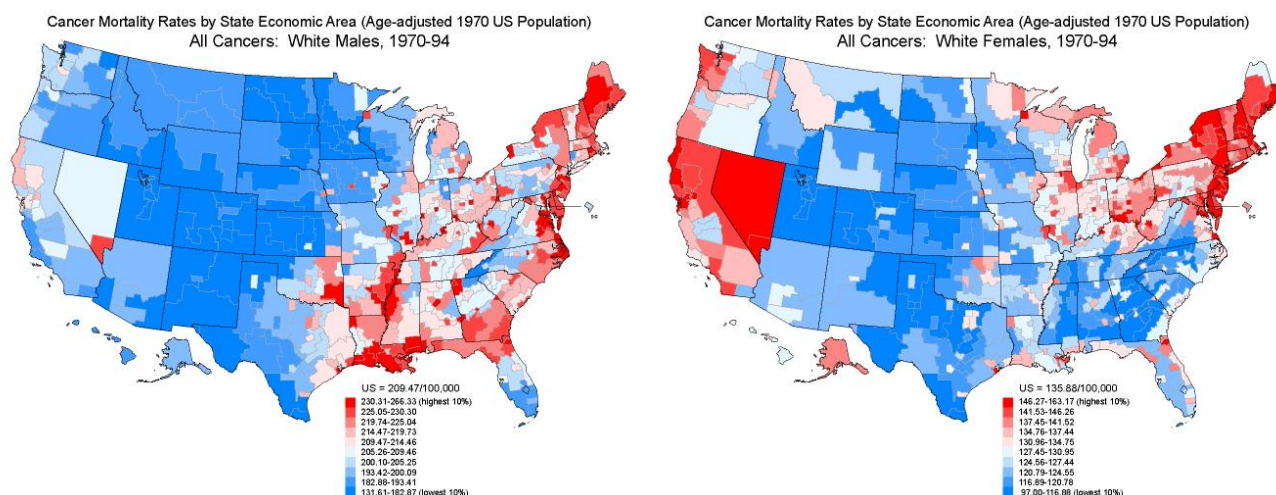 Cancer Mortality Rates by State Economic Area (Age-adjusted 1970 US Population)
All Cancers: White Males, 1970-94
US = 209.47/100,000
230.31-266.33 (highest 10%)
225.05-230.30
219.74-225.04
214.47-219.73
209.47-214.46
205.26-209.46
200.10-205.25
193.42-200.09
182.88-193.41
131.61-182.87 (lowest 10%)
Cancer Mortality Rates by State Economic Area (Age-adjusted 1970 US Population)
All Cancers: White Females, 1970-94
US = 135.88/100,000
146.27-163.17 (highest 10%)
141.53-146.26
137.45-141.52
134.76-137.44
130.96-134.75
127.45-130.95
124.56-127.44
120.79-124.55
116.89-120.78
97.00-116.88 (lowest 10%)